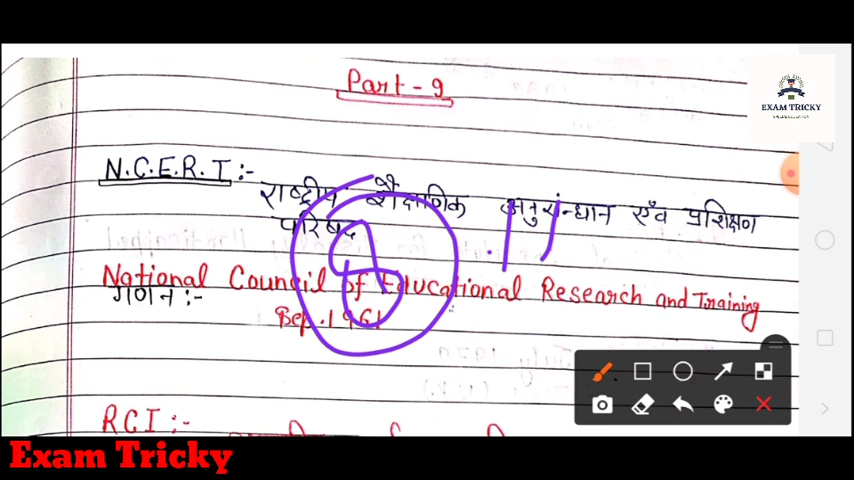 Part - 9
EXAM TRICKY
N.C.E.R.T :-
राष्ट्रीय शैक्षणिक अनुसंन्धान एवँ प्रशिक्षण
परिषद
National Council of Educational Research and Training
गठन :-
Sep. 1961
RCI :-
Exam Tricky